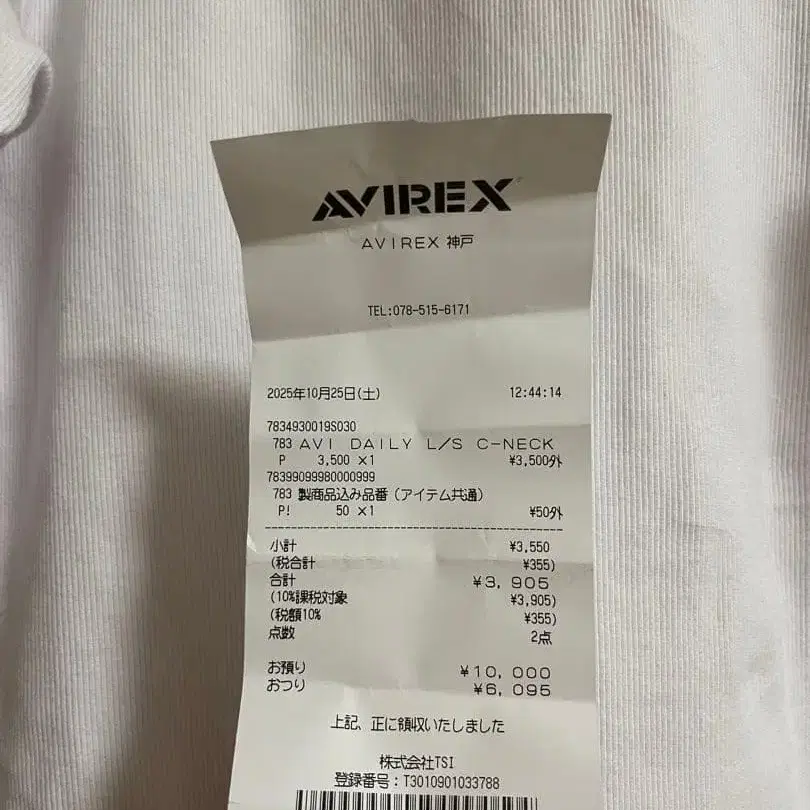 AVIREX
AVIREX 神戸
TEL:078-515-6171
2025年10月25日(土) 12:44:14
7834930019S030
783 AVI DAILY L/S C-NECK
P 3,500 ×1 ¥3,500外
78399099980000999
783 製商品込み品番(アイテム共通)
P! 50 ×1 ¥50外
小計 ¥3,550
(税合計 ¥355)
合計 ¥3,905
(10%課税対象 ¥3,905)
(税額10% ¥355)
点数 2点
お預り ¥10,000
おつり ¥6,095
上記、正に領収いたしました
株式会社TSI
登録番号:T3010901033788